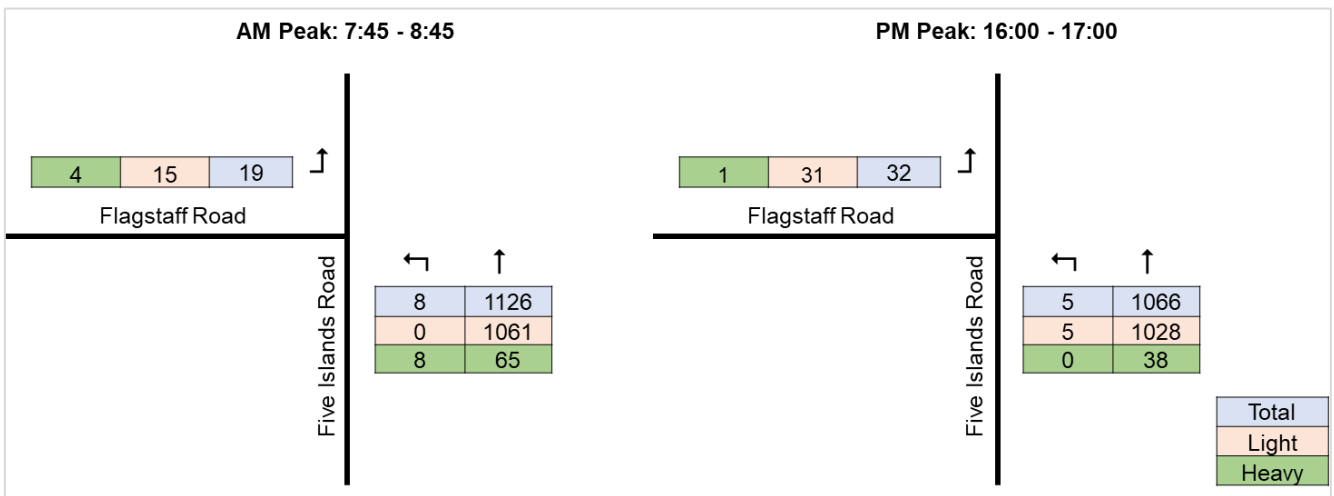 AM Peak: 7:45 - 8:45
4 15 19
Flagstaff Road
Five Islands Road
8 1126
0 1061
8 65
PM Peak: 16:00 - 17:00
1 31 32
Flagstaff Road
Five Islands Road
5 1066
5 1028
0 38
Total
Light
Heavy